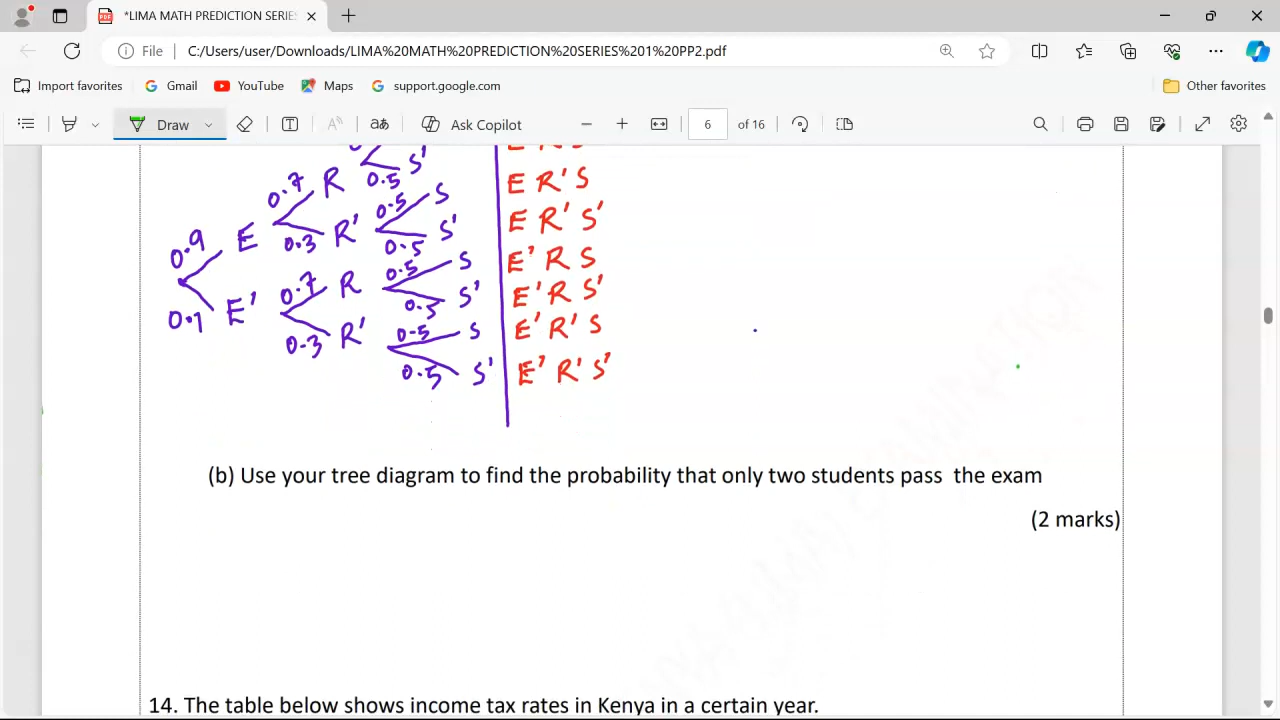 *LIMA MATH PREDICTION SERIE
File C:/Users/user/Downloads/LIMA%20MATH%20PREDICTION%20SERIES%201%20PP2.pdf
Import favorites Gmail YouTube Maps support.google.com Other favorites
Draw Ask Copilot 6 of 16
S'
0.7 R 0.5 E R' S
0.5 S
0.9 E 0.3 R' 0.5 S' E R' S'
0.5 S E' R S
0.1 E' 0.7 R 0.5 S' E' R S'
0.3 R' 0.5 S E' R' S
0.5 S' E' R' S'
(b) Use your tree diagram to find the probability that only two students pass the exam
(2 marks)
14. The table below shows income tax rates in Kenya in a certain year.